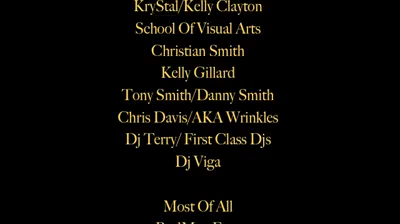 KryStal/Kelly Clayton
School Of Visual Arts
Christian Smith
Kelly Gillard
Tony Smith/Danny Smith
Chris Davis/AKA Wrinkles
Dj Terry/ First Class Djs
Dj Viga
Most Of All